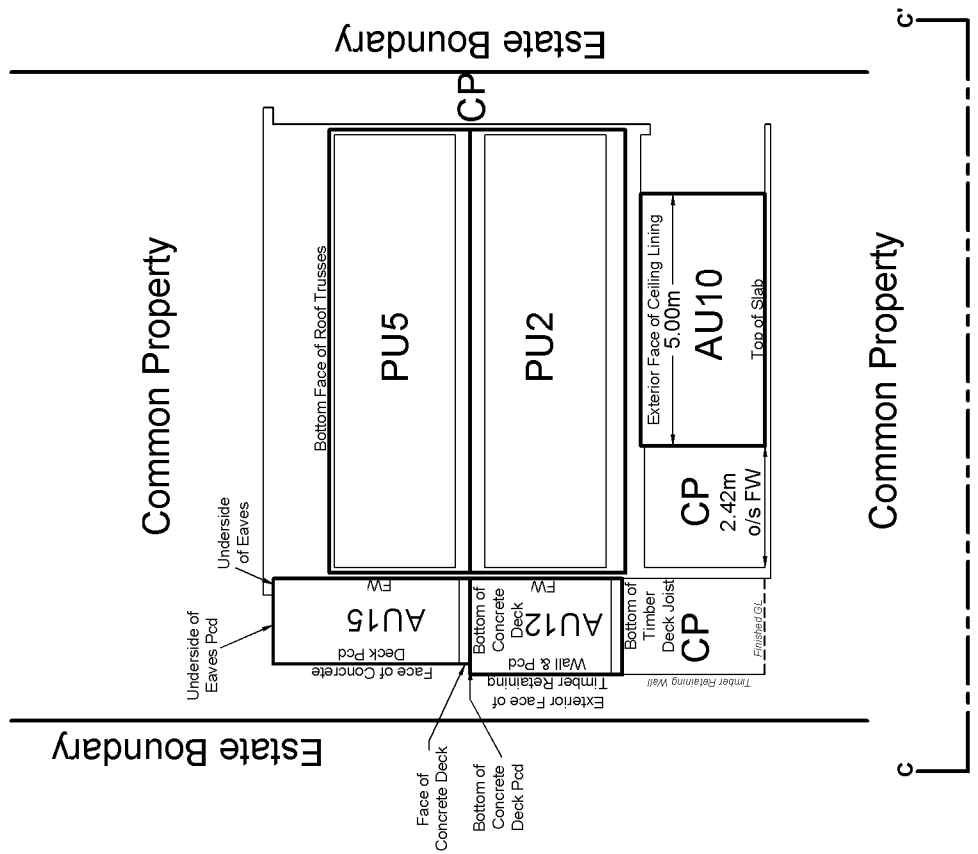 Estate Boundary
C'
CP
Common Property
Bottom Face of Roof Trusses
PU5
PU2
Exterior Face of Ceiling Lining
5.00m
AU10
Top of Slab
CP
2.42m
o/s FW
Common Property
Underside
of Eaves
Underside of
Eaves Pcd
FW
AU15
Face of Concrete
Deck Pcd
Bottom of
Concrete
Deck
FW
AU12
Exterior Face of
Timber Retaining
Wall & Pcd
Bottom of
Timber
Deck Joist
CP
Finished GL
Timber Retaining Wall
Estate Boundary
Face of
Concrete Deck
Bottom of
Concrete
Deck Pcd
C